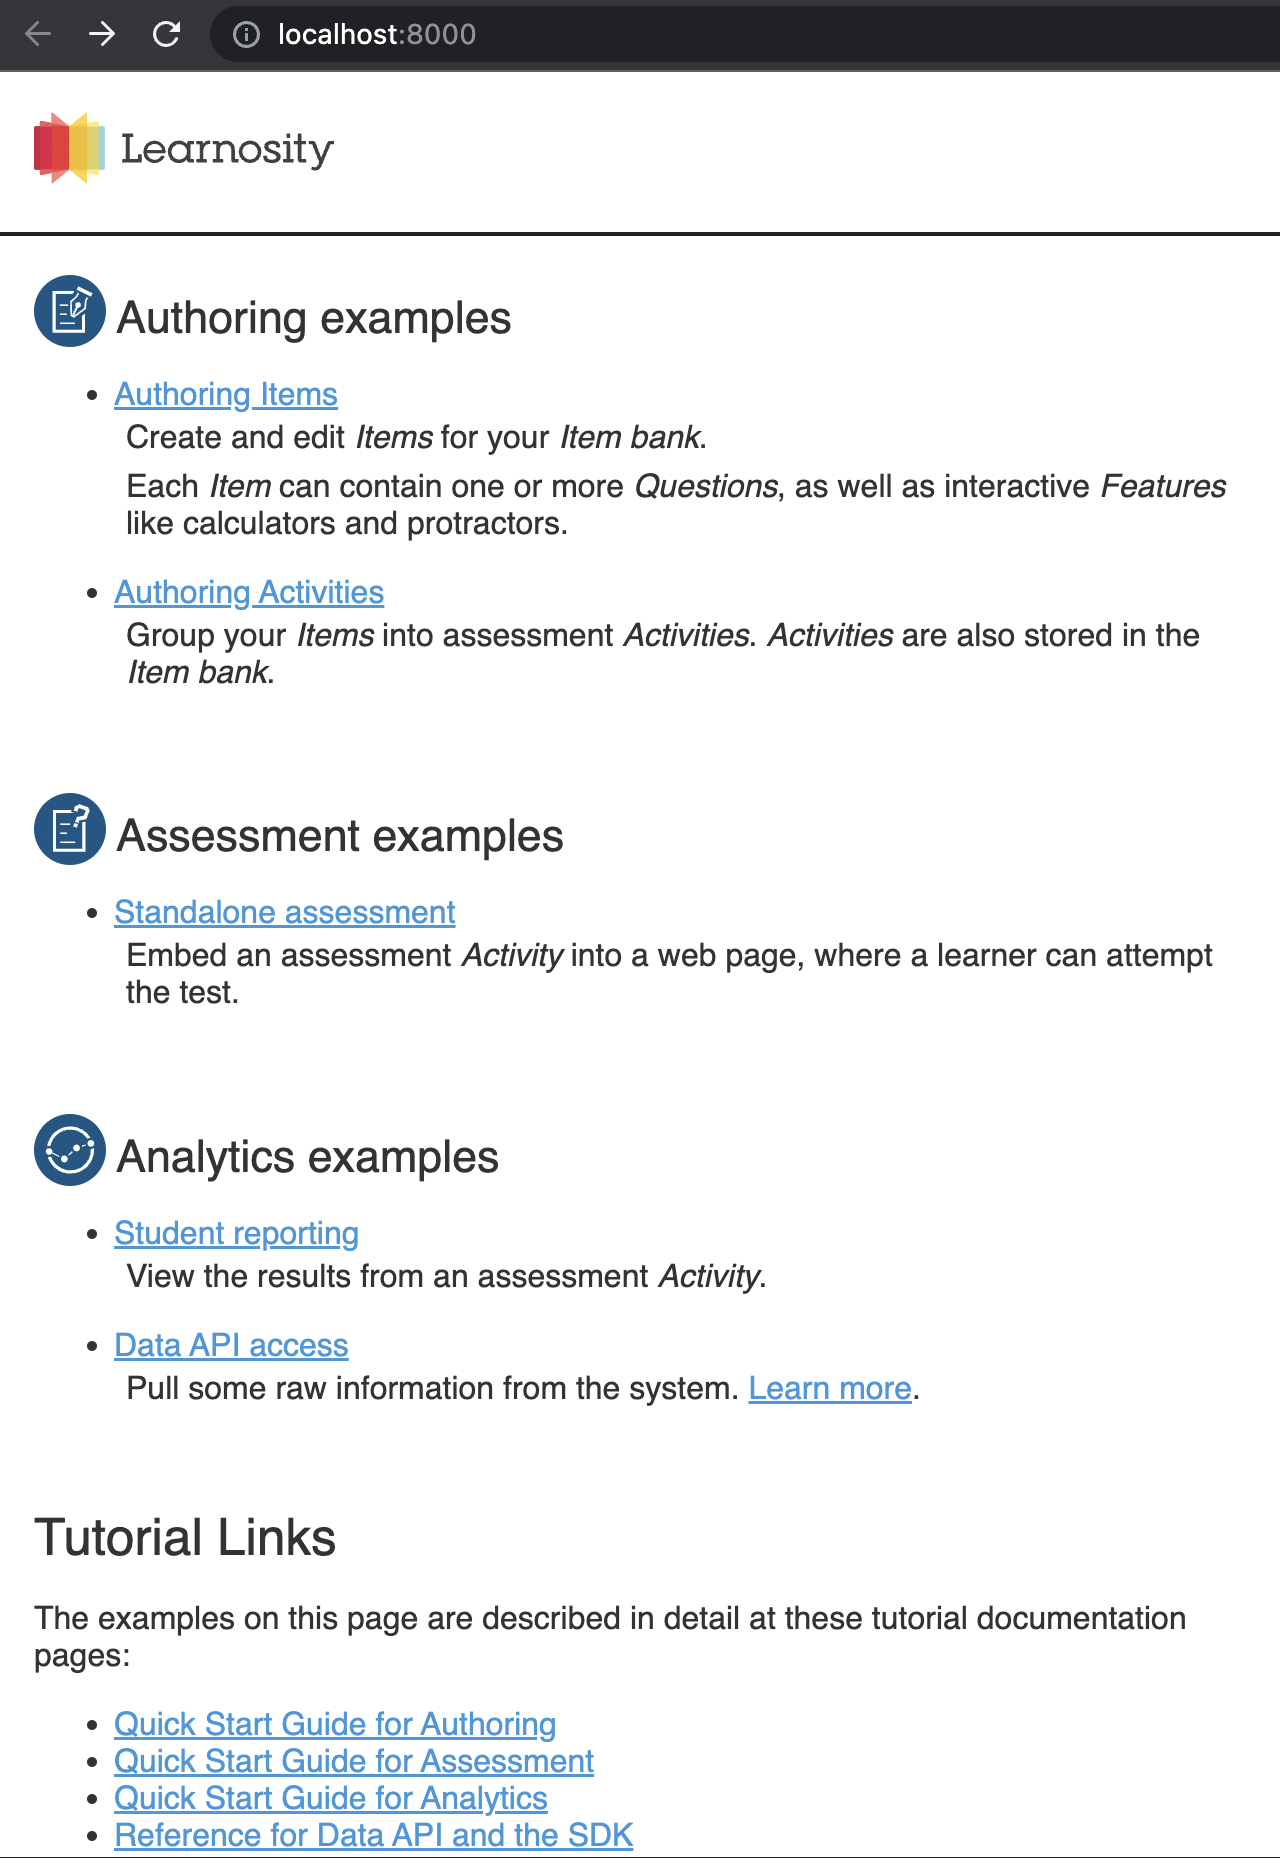 localhost:8000
Learnosity
Authoring examples
• Authoring Items
Create and edit Items for your Item bank.
Each Item can contain one or more Questions, as well as interactive Features
like calculators and protractors.
• Authoring Activities
Group your Items into assessment Activities. Activities are also stored in the
Item bank.
Assessment examples
• Standalone assessment
Embed an assessment Activity into a web page, where a learner can attempt
the test.
Analytics examples
• Student reporting
View the results from an assessment Activity.
• Data API access
Pull some raw information from the system. Learn more.
Tutorial Links
The examples on this page are described in detail at these tutorial documentation
pages:
• Quick Start Guide for Authoring
• Quick Start Guide for Assessment
• Quick Start Guide for Analytics
• Reference for Data API and the SDK